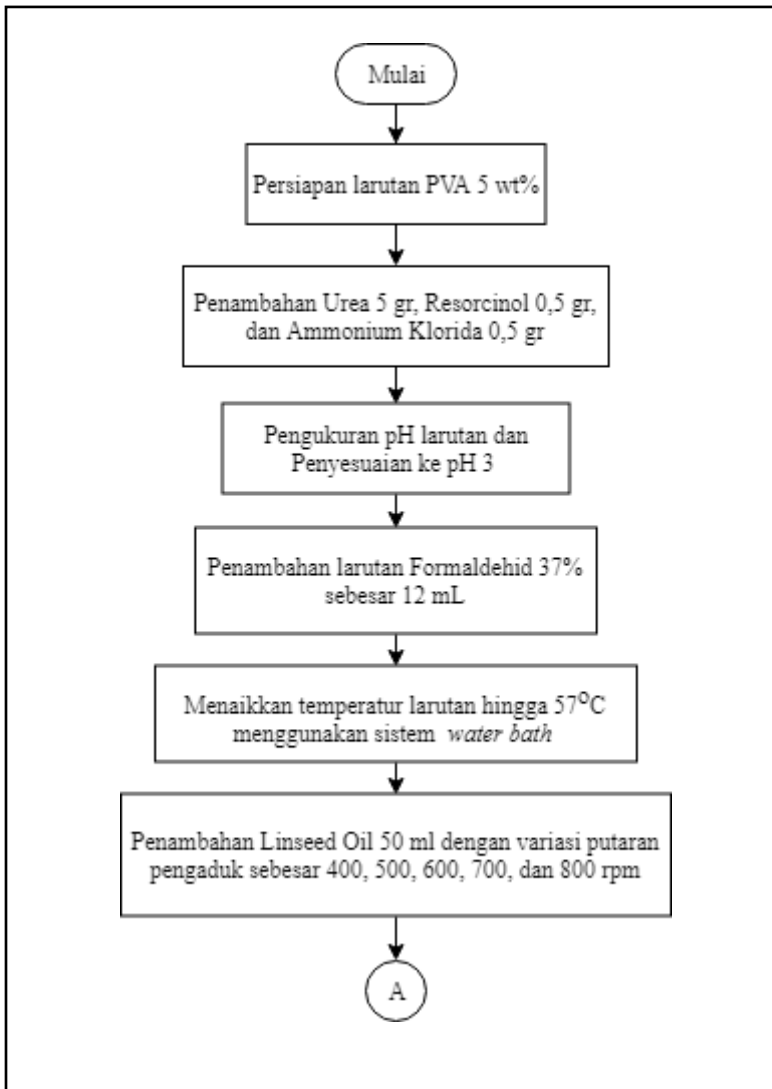 Mulai
Persiapan larutan PVA 5 wt%
Penambahan Urea 5 gr, Resorcinol 0,5 gr,
dan Ammonium Klorida 0,5 gr
Pengukuran pH larutan dan
Penyesuaian ke pH 3
Penambahan larutan Formaldehid 37%
sebesar 12 mL
Menaikkan temperatur larutan hingga 57°C
menggunakan sistem water bath
Penambahan Linseed Oil 50 ml dengan variasi putaran
pengaduk sebesar 400, 500, 600, 700, dan 800 rpm
A